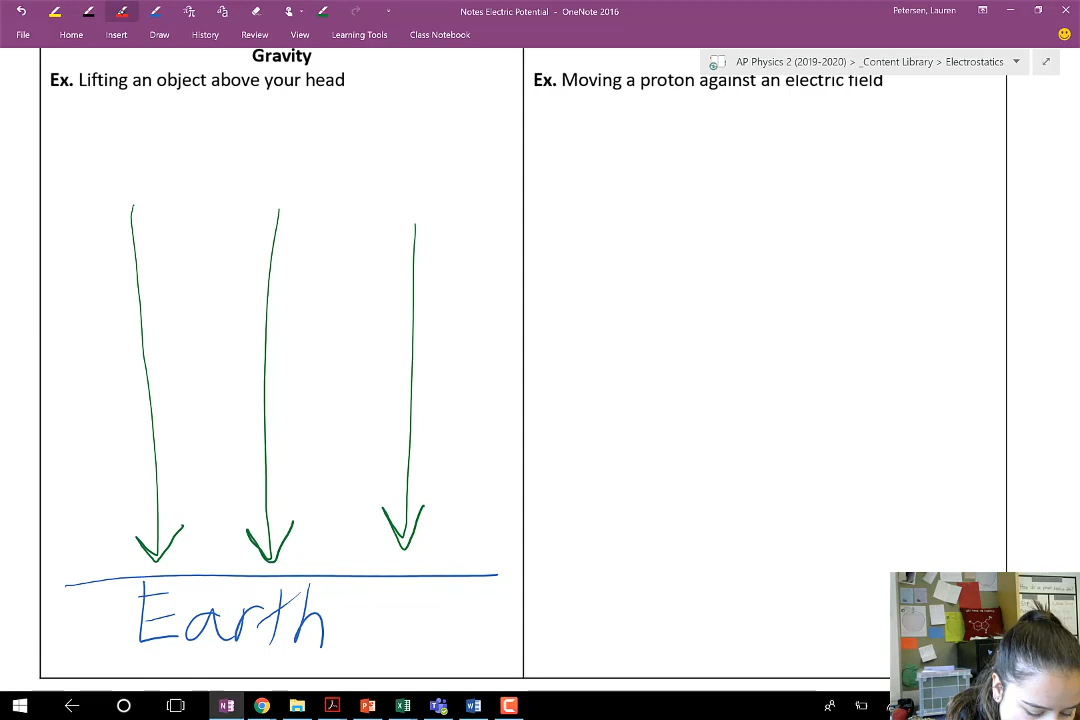 Notes Electric Potential - OneNote 2016
Petersen, Lauren
File Home Insert Draw History Review View Learning Tools Class Notebook
AP Physics 2 (2019-2020) > _Content Library > Electrostatics
Gravity
Ex. Lifting an object above your head
Ex. Moving a proton against an electric field
Earth